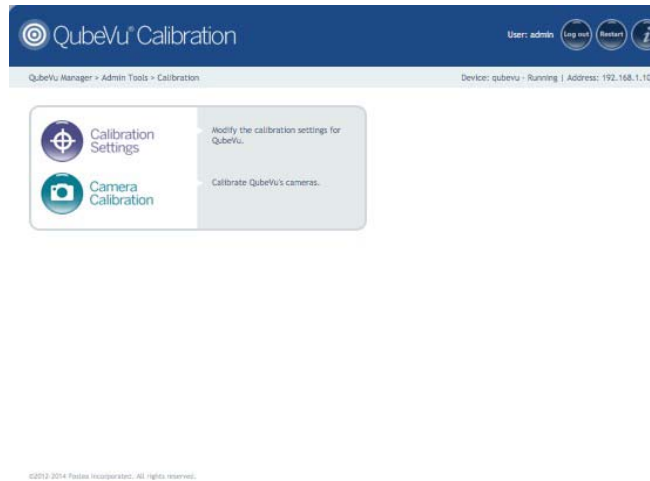 QubeVu® Calibration
User: admin
Log out
Restart
i
QubeVu Manager > Admin Tools > Calibration
Device: qubevu - Running | Address: 192.168.1.10
Calibration
Settings
Modify the calibration settings for
QubeVu.
Camera
Calibration
Calibrate QubeVu's cameras.
©2012-2014 Postea Incorporated. All rights reserved.